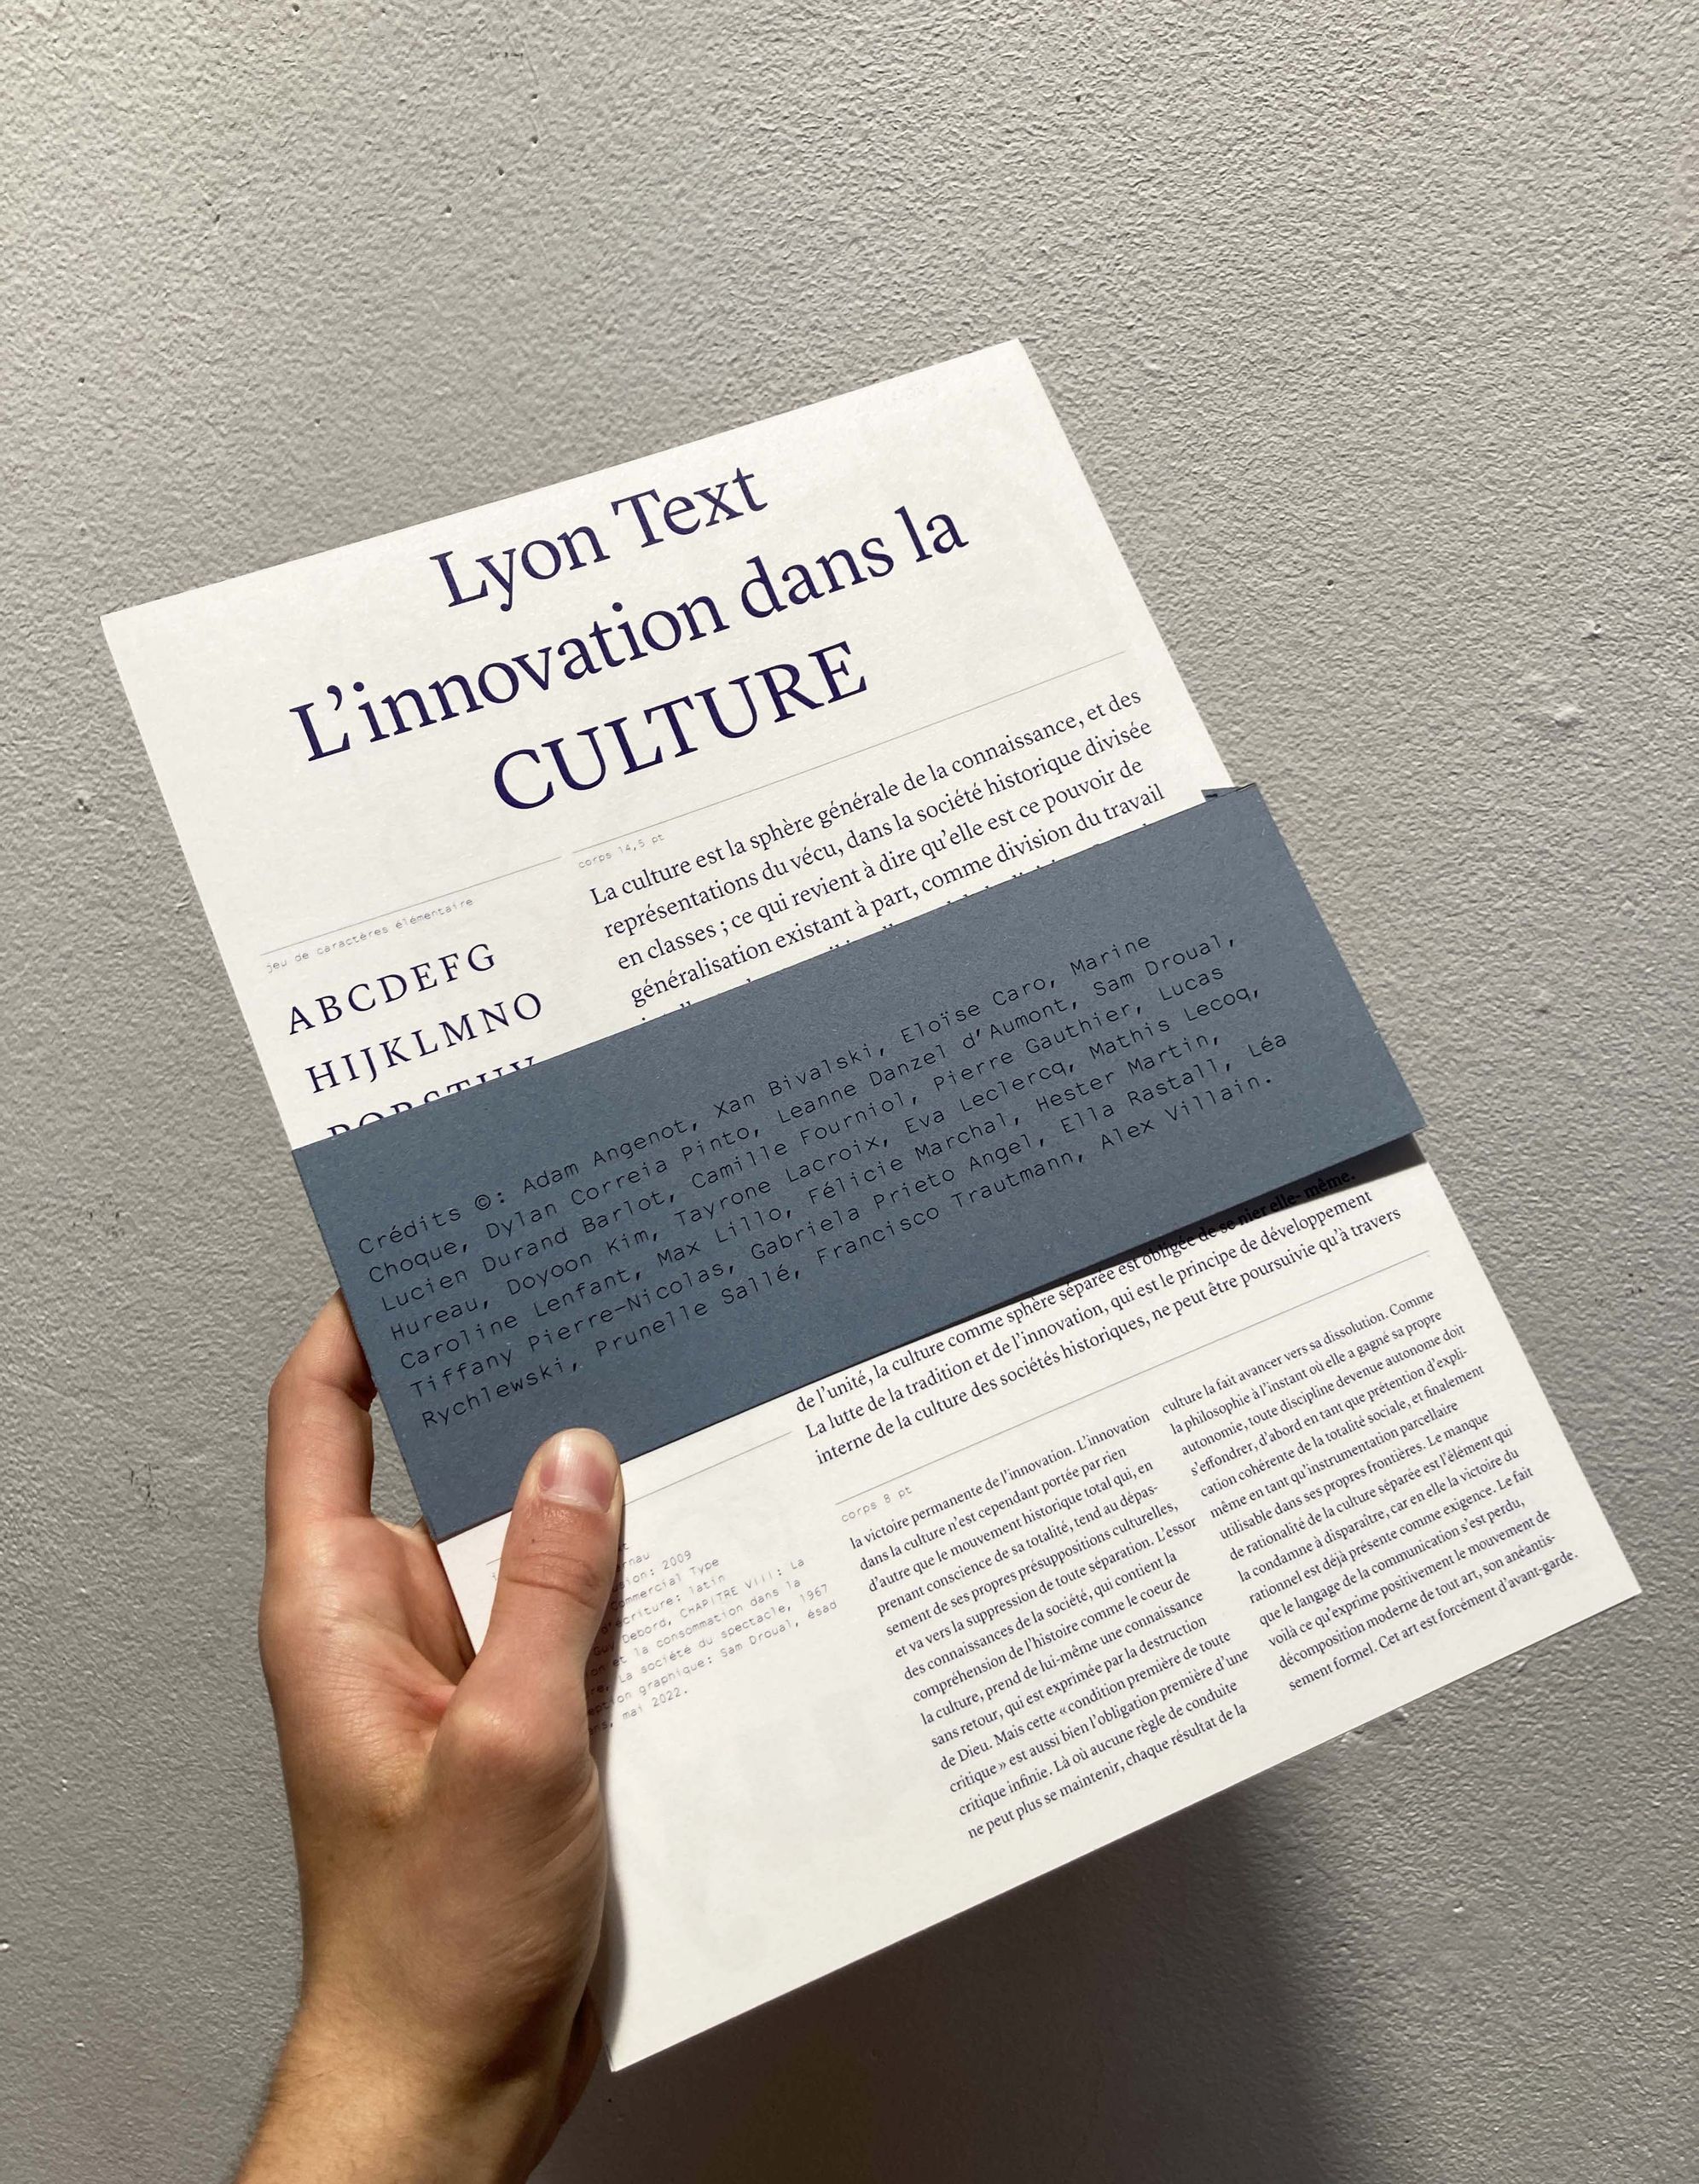 Lyon Text
L’innovation dans la
CULTURE
jeu de caractères élémentaire
ABCDEFG
HIJKLMNO
PQRSTUV
corps 14,5 pt
La culture est la sphère générale de la connaissance, et des
représentations du vécu, dans la société historique divisée
en classes ; ce qui revient à dire qu’elle est ce pouvoir de
généralisation existant à part, comme division du travail
Crédits ©: Adam Angenot, Xan Bivalski, Eloïse Caro, Marine
Choque, Dylan Correia Pinto, Leanne Danzel d’Aumont, Sam Droual,
Lucien Durand Barlot, Camille Fourniol, Pierre Gauthier, Lucas
Hureau, Doyoon Kim, Tayrone Lacroix, Eva Leclercq, Mathis Lecoq,
Caroline Lenfant, Max Lillo, Félicie Marchal, Hester Martin,
Tiffany Pierre-Nicolas, Gabriela Prieto Angel, Ella Rastall, Léa
Rychlewski, Prunelle Sallé, Francisco Trautmann, Alex Villain.
de l’unité, la culture comme sphère séparée est obligée de se nier elle-même.
La lutte de la tradition et de l’innovation, qui est le principe de développement
interne de la culture des sociétés historiques, ne peut être poursuivie qu’à travers
2009
Commercial Type
d’écriture: latin
Guy Debord, CHAPITRE VIII: La
et la consommation dans la
La société du spectacle, 1967
graphique: Sam Droual, ésad
mai 2022.
corps 8 pt
la victoire permanente de l’innovation. L’innovation
dans la culture n’est cependant portée par rien
d’autre que le mouvement historique total qui, en
prenant conscience de sa totalité, tend au dépas-
sement de ses propres présuppositions culturelles,
et va vers la suppression de toute séparation. L’essor
des connaissances de la société, qui contient la
compréhension de l’histoire comme le coeur de
la culture, prend de lui-même une connaissance
sans retour, qui est exprimée par la destruction
de Dieu. Mais cette « condition première de toute
critique » est aussi bien l’obligation première d’une
critique infinie. Là où aucune règle de conduite
ne peut plus se maintenir, chaque résultat de la
culture la fait avancer vers sa dissolution. Comme
la philosophie à l’instant où elle a gagné sa propre
autonomie, toute discipline devenue autonome doit
s’effondrer, d’abord en tant que prétention d’expli-
cation cohérente de la totalité sociale, et finalement
même en tant qu’instrumentation parcellaire
utilisable dans ses propres frontières. Le manque
de rationalité de la culture séparée est l’élément qui
la condamne à disparaître, car en elle la victoire du
rationnel est déjà présente comme exigence. Le fait
que le langage de la communication s’est perdu,
voilà ce qu’exprime positivement le mouvement de
décomposition moderne de tout art, son anéantis-
sement formel. Cet art est forcément d’avant-garde.